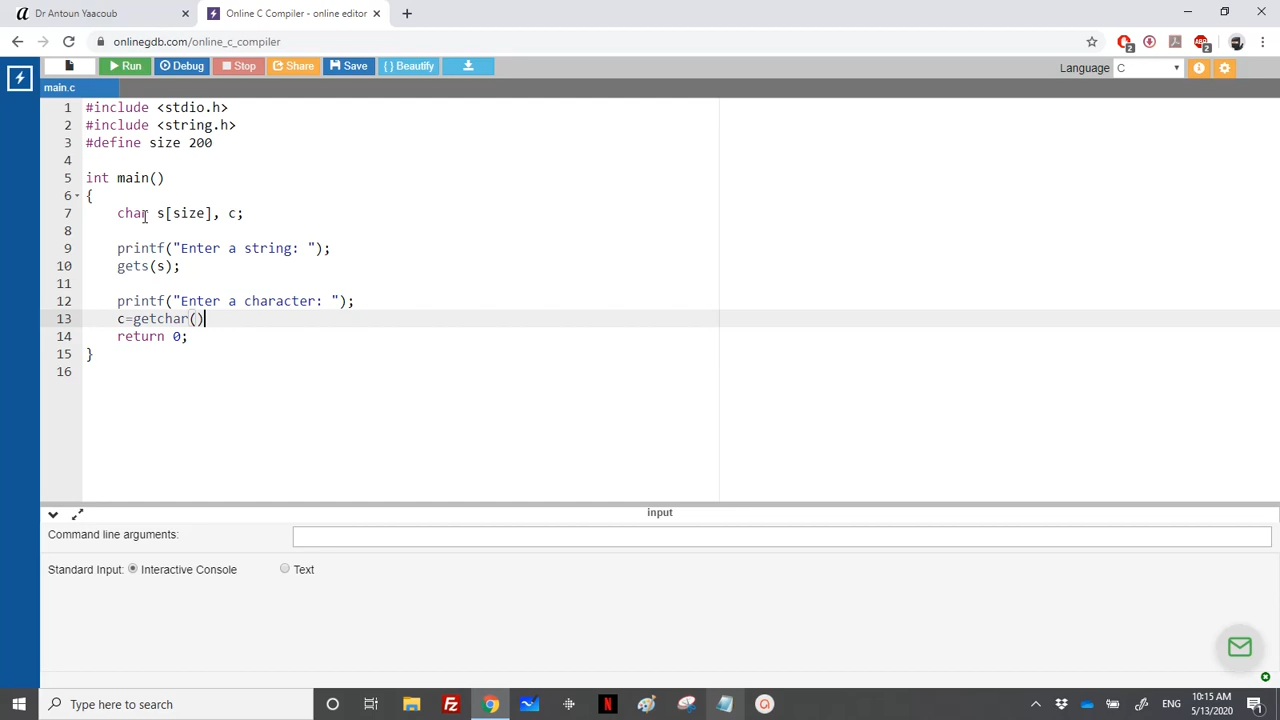 Dr Antoun Yaacoub
Online C Compiler - online editor
onlinegdb.com/online_c_compiler
Run Debug Stop Share Save { } Beautify
Language C
main.c
1 #include <stdio.h>
2 #include <string.h>
3 #define size 200
4
5 int main()
6 {
7 char s[size], c;
8
9 printf("Enter a string: ");
10 gets(s);
11
12 printf("Enter a character: ");
13 c=getchar()
14 return 0;
15 }
16
input
Command line arguments:
Standard Input: Interactive Console Text
Type here to search
ENG
10:15 AM
5/13/2020